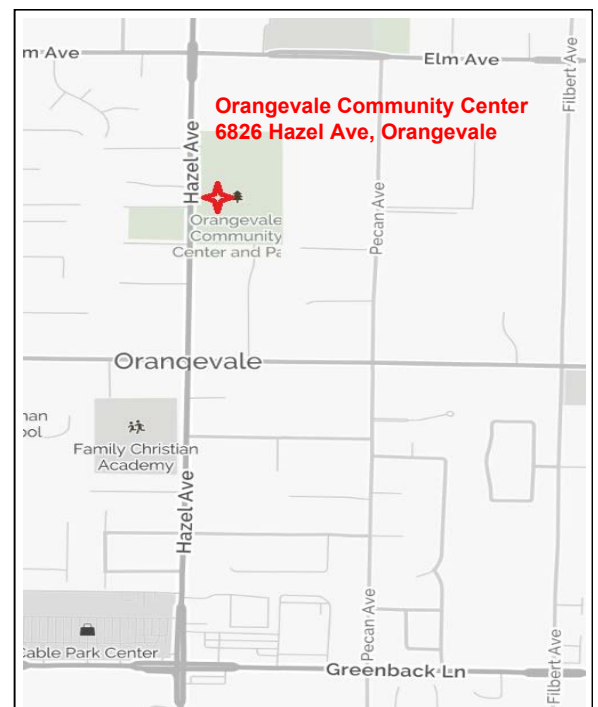 m Ave
Elm Ave
Filbert Ave
Orangevale Community Center
6826 Hazel Ave, Orangevale
Hazel Ave
Pecan Ave
Orangevale
Community
Center and Pa
Orangevale
nan
ool
Family Christian
Academy
Hazel Ave
Pecan Ave
Cable Park Center
Greenback Ln
Filbert Ave